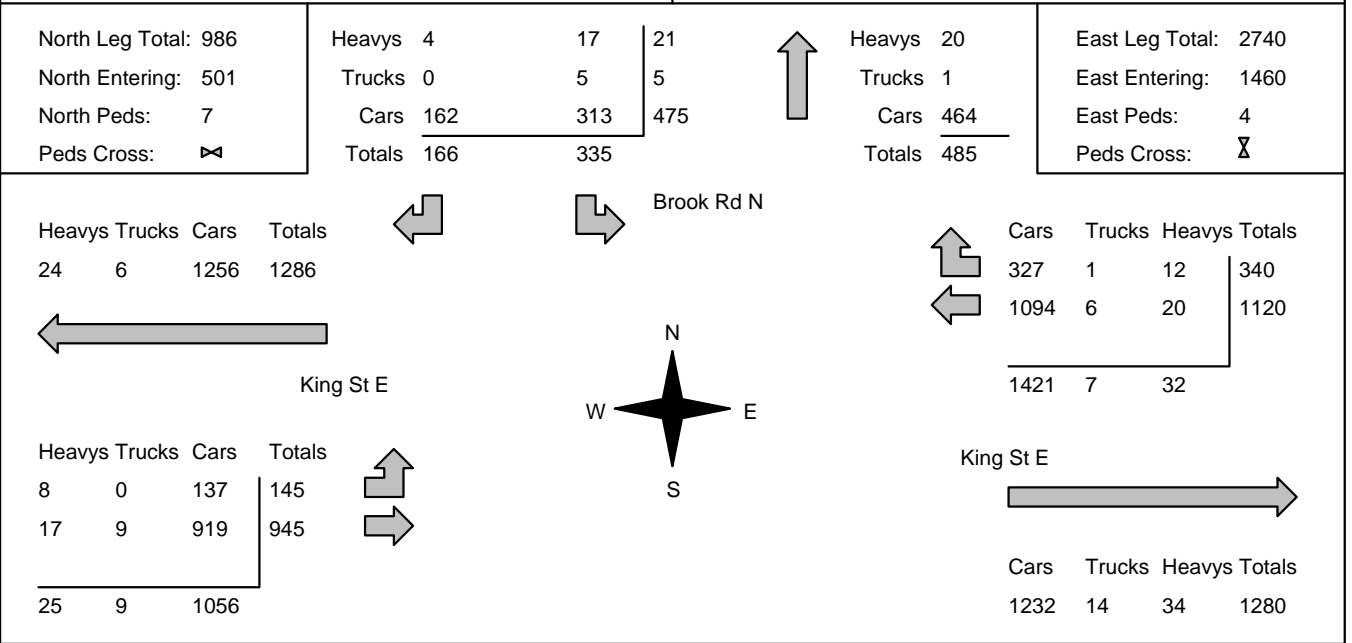 North Leg Total: 986
North Entering: 501
North Peds: 7
Peds Cross:
Heavys 4 17 21
Trucks 0 5 5
Cars 162 313 475
Totals 166 335
Heavys 20
Trucks 1
Cars 464
Totals 485
East Leg Total: 2740
East Entering: 1460
East Peds: 4
Peds Cross:
Brook Rd N
Heavys Trucks Cars Totals
24 6 1256 1286
Cars Trucks Heavys Totals
327 1 12 340
1094 6 20 1120
1421 7 32
King St E
N
W E
S
Heavys Trucks Cars Totals
8 0 137 145
17 9 919 945
25 9 1056
King St E
Cars Trucks Heavys Totals
1232 14 34 1280